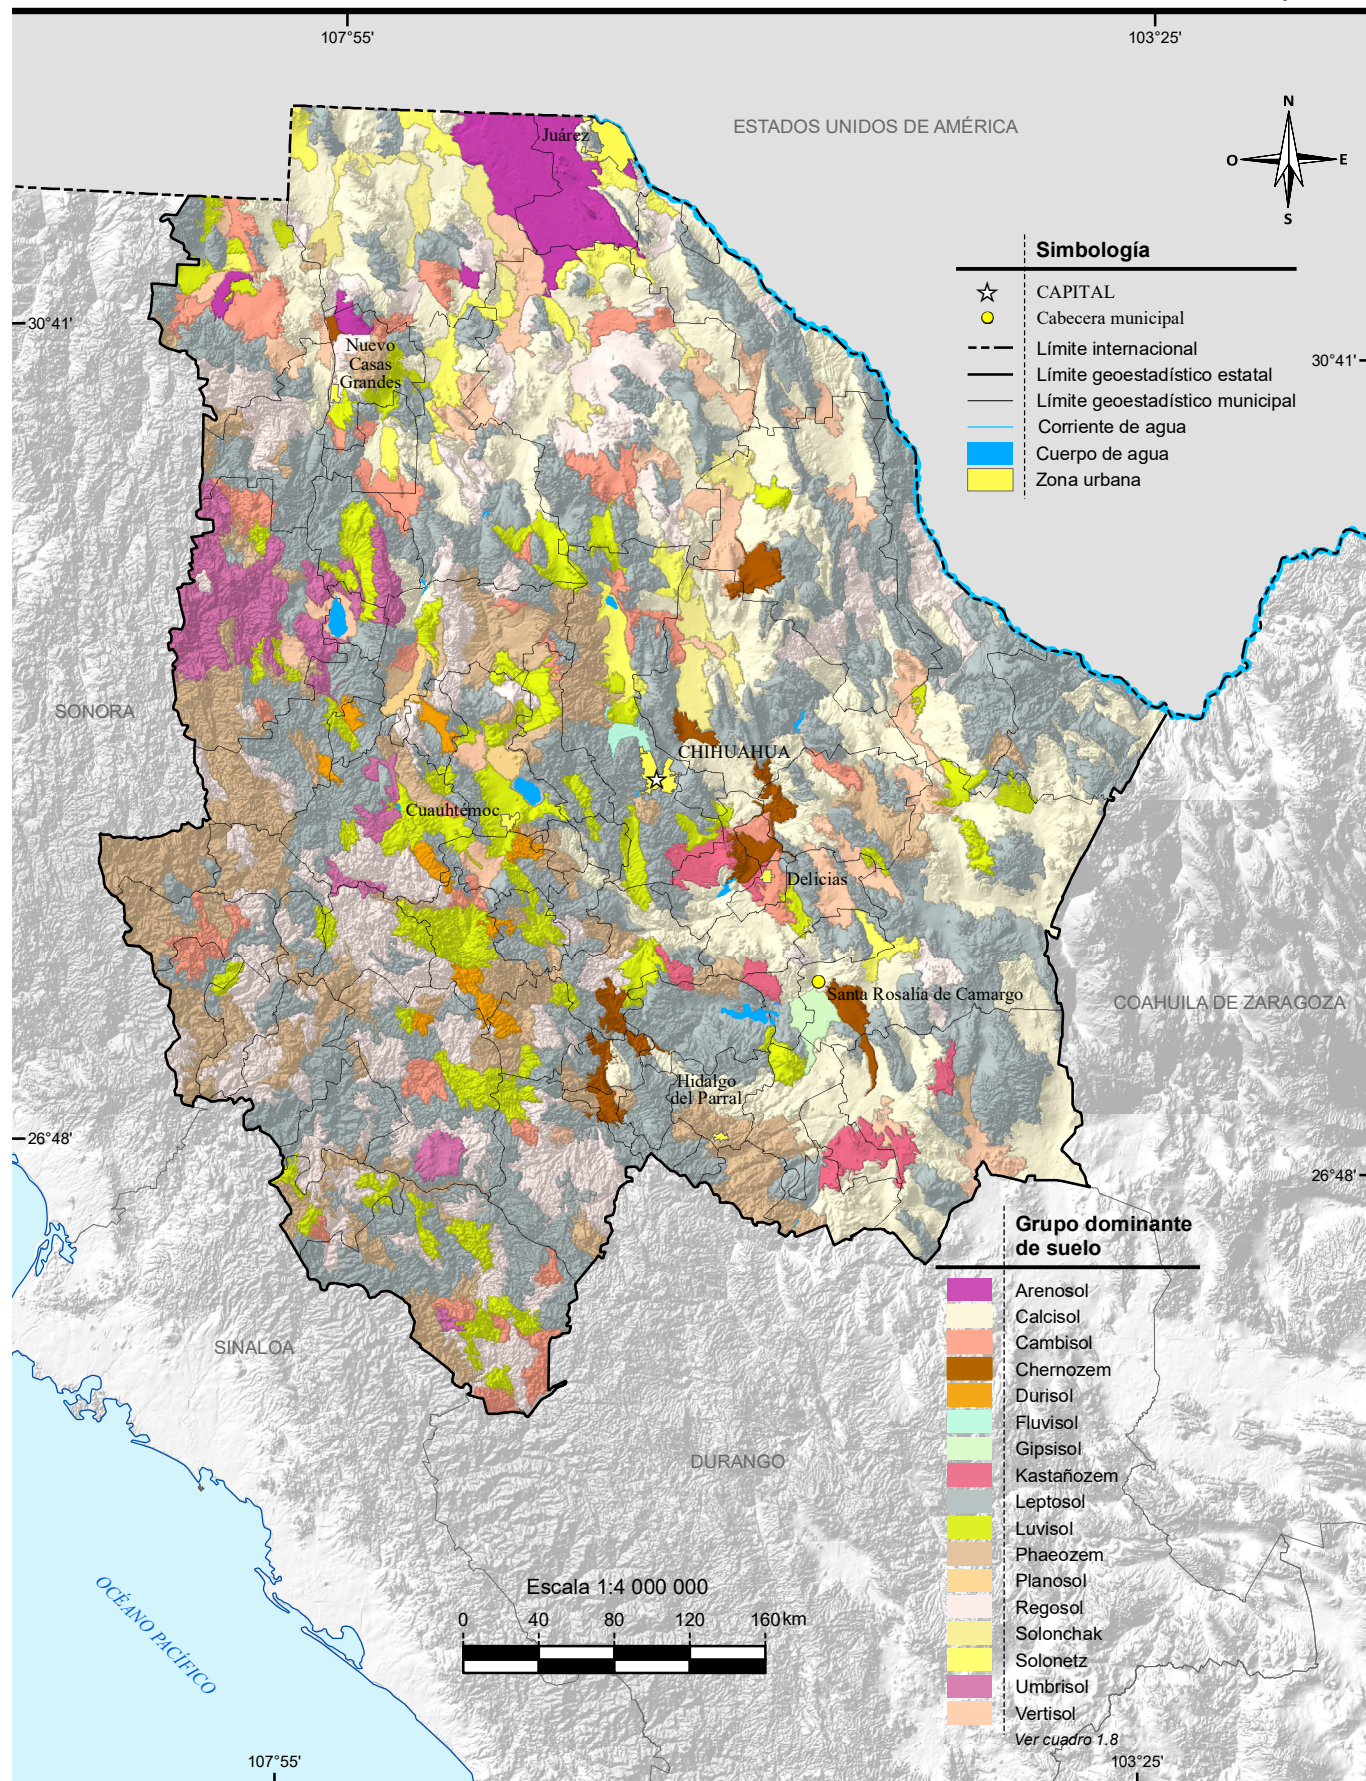 107°55'
103°25'
ESTADOS UNIDOS DE AMÉRICA
Juárez
N
O
E
S
Simbología
CAPITAL
Cabecera municipal
Límite internacional
Límite geoestadístico estatal
Límite geoestadístico municipal
Corriente de agua
Cuerpo de agua
Zona urbana
30°41'
30°41'
Nuevo
Casas
Grandes
SONORA
CHIHUAHUA
Cuauhtémoc
Delicias
Santa Rosalía de Camargo
COAHUILA DE ZARAGOZA
Hidalgo
del Parral
26°48'
26°48'
Grupo dominante
de suelo
Arenosol
Calcisol
Cambisol
Chernozem
Durisol
Fluvisol
Gipsisol
Kastañozem
Leptosol
Luvisol
Phaeozem
Planosol
Regosol
Solonchak
Solonetz
Umbrisol
Vertisol
Ver cuadro 1.8
SINALOA
DURANGO
OCÉANO PACÍFICO
Escala 1:4 000 000
0 40 80 120 160 km
107°55'
103°25'